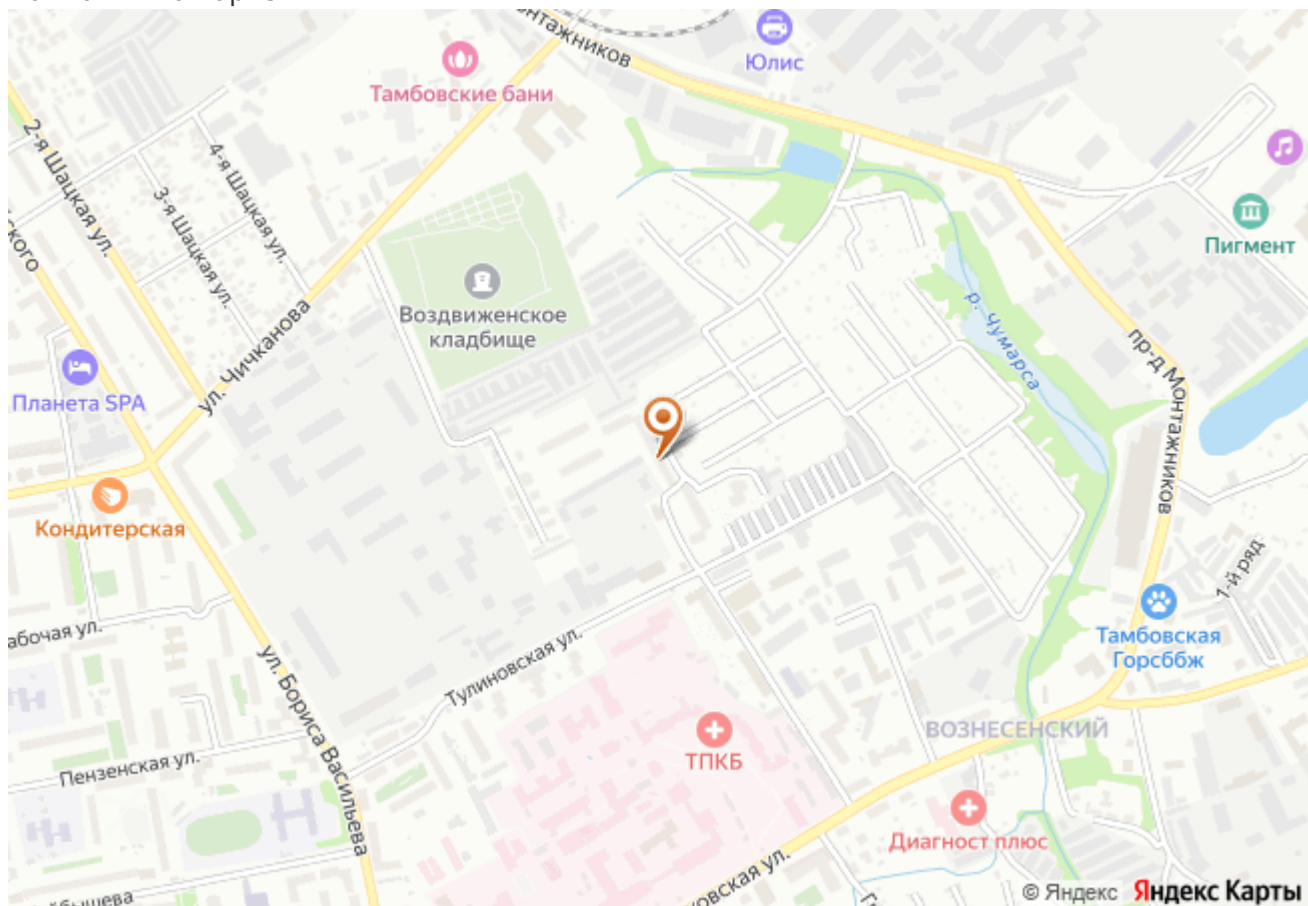 Юлис
Тамбовские бани
2-я Шацкая ул.
4-я Шацкая ул.
3-я Шацкая ул.
Пигмент
Воздвиженское
кладбище
ул. Чичканова
р. Чумарса
пр-д Монтажников
Планета SPA
Кондитерская
1-й ряд
Тамбовская
Горсббж
ул. Бориса Васильева
Тулиновская ул.
ВОЗНЕСЕНСКИЙ
ТПКБ
Пензенская ул.
Диагност плюс
© Яндекс Яндекс Карты